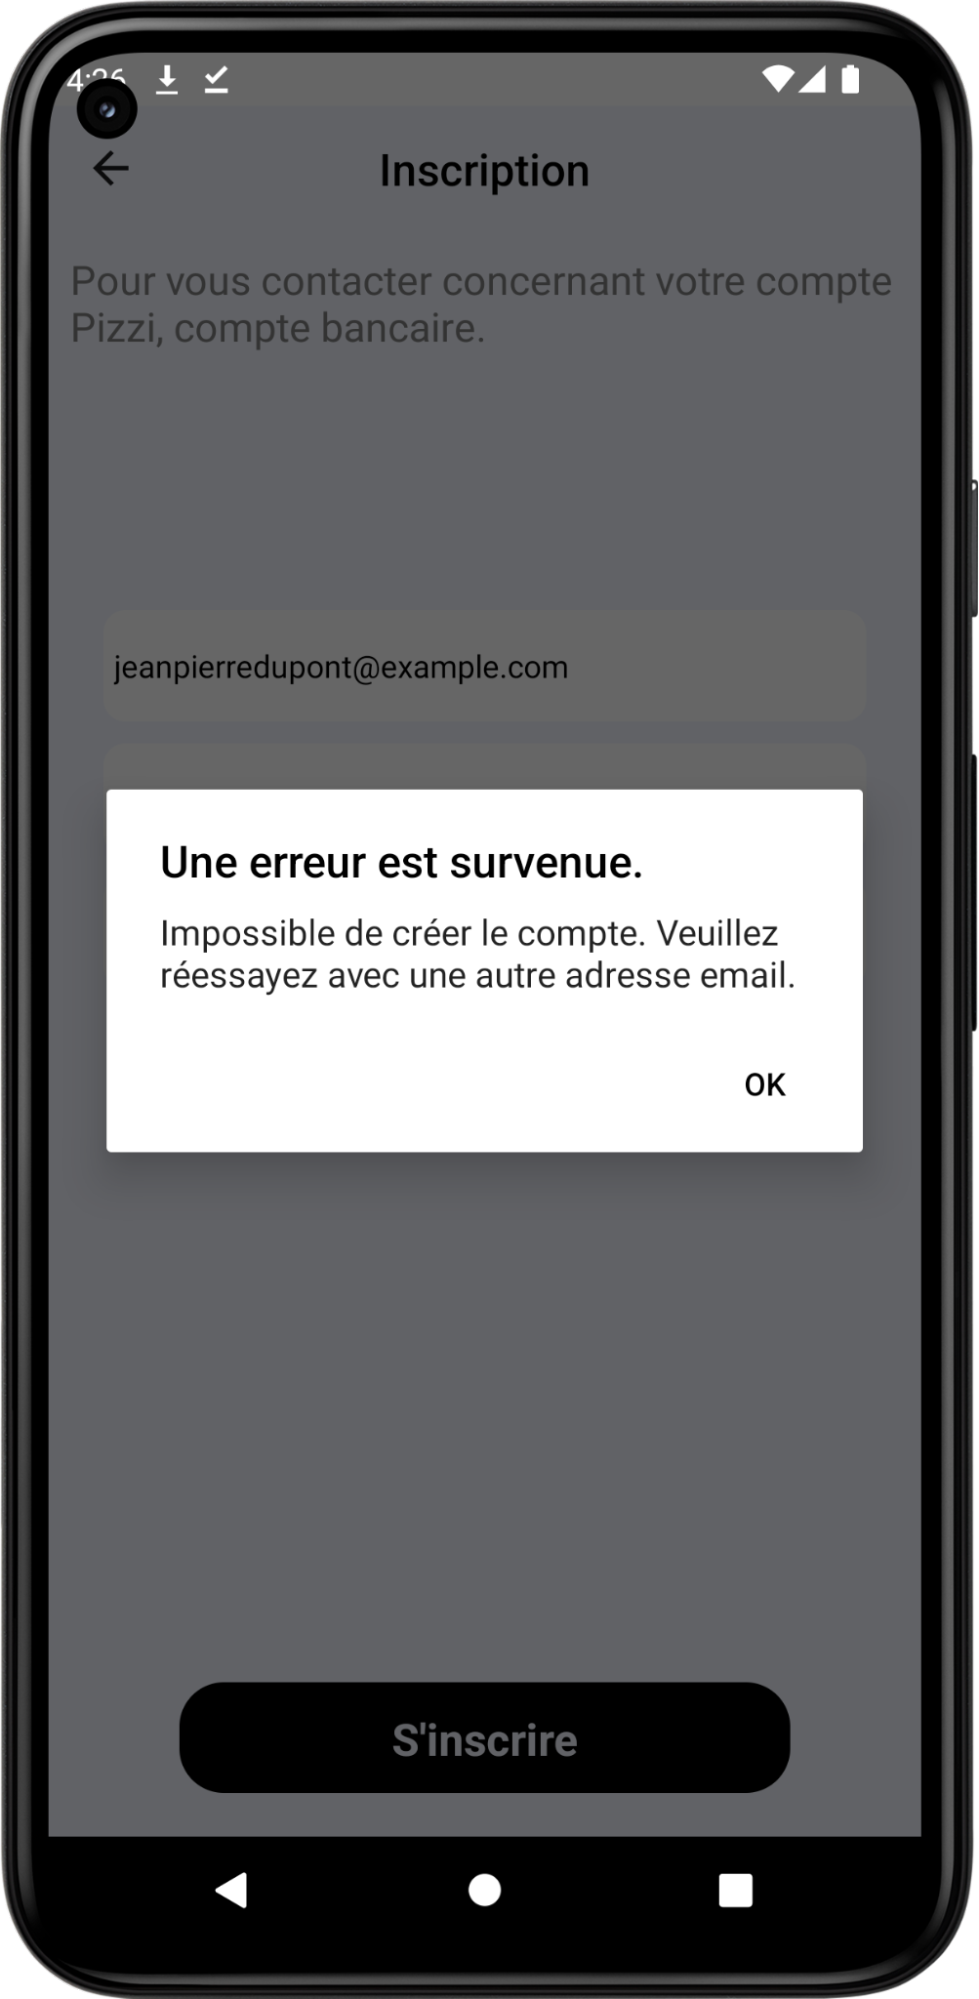 4:26
Inscription
Pour vous contacter concernant votre compte
Pizzi, compte bancaire.
jeanpierredupont@example.com
Une erreur est survenue.
Impossible de créer le compte. Veuillez
réessayez avec une autre adresse email.
OK
S'inscrire